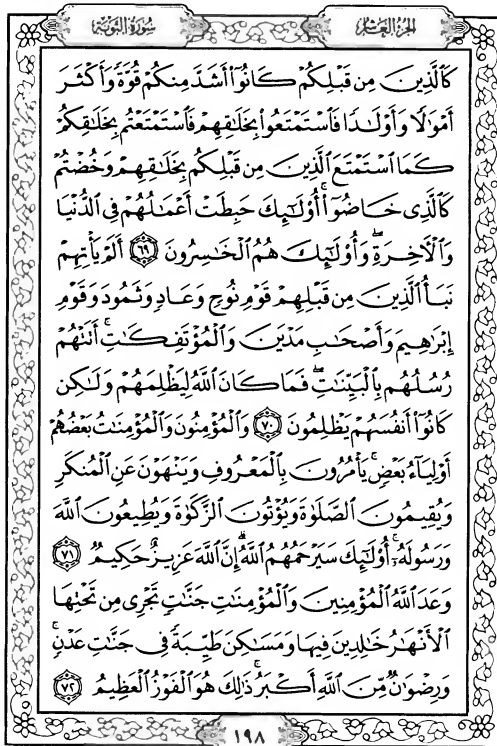 الجزء العاشر
سورة التوبة
كَٱلَّذِينَ مِن قَبْلِكُمْ كَانُوٓا۟ أَشَدَّ مِنكُمْ قُوَّةً وَأَكْثَرَ
أَمْوَٰلًا وَأَوْلَٰدًا فَٱسْتَمْتَعُوا۟ بِخَلَٰقِهِمْ فَٱسْتَمْتَعْتُم بِخَلَٰقِكُمْ
كَمَا ٱسْتَمْتَعَ ٱلَّذِينَ مِن قَبْلِكُم بِخَلَٰقِهِمْ وَخُضْتُمْ
كَٱلَّذِى خَاضُوٓا۟ ۚ أُو۟لَٰٓئِكَ حَبِطَتْ أَعْمَٰلُهُمْ فِى ٱلدُّنْيَا
وَٱلْـَٔاخِرَةِ ۖ وَأُو۟لَٰٓئِكَ هُمُ ٱلْخَٰسِرُونَ ٦٩ أَلَمْ يَأْتِهِمْ
نَبَأُ ٱلَّذِينَ مِن قَبْلِهِمْ قَوْمِ نُوحٍ وَعَادٍ وَثَمُودَ وَقَوْمِ
إِبْرَٰهِيمَ وَأَصْحَٰبِ مَدْيَنَ وَٱلْمُؤْتَفِكَٰتِ ۚ أَتَتْهُمْ
رُسُلُهُم بِٱلْبَيِّنَٰتِ ۖ فَمَا كَانَ ٱللَّهُ لِيَظْلِمَهُمْ وَلَٰكِن
كَانُوٓا۟ أَنفُسَهُمْ يَظْلِمُونَ ٧٠ وَٱلْمُؤْمِنُونَ وَٱلْمُؤْمِنَٰتُ بَعْضُهُمْ
أَوْلِيَآءُ بَعْضٍ ۚ يَأْمُرُونَ بِٱلْمَعْرُوفِ وَيَنْهَوْنَ عَنِ ٱلْمُنكَرِ
وَيُقِيمُونَ ٱلصَّلَوٰةَ وَيُؤْتُونَ ٱلزَّكَوٰةَ وَيُطِيعُونَ ٱللَّهَ
وَرَسُولَهُۥٓ ۚ أُو۟لَٰٓئِكَ سَيَرْحَمُهُمُ ٱللَّهُ ۗ إِنَّ ٱللَّهَ عَزِيزٌ حَكِيمٌ ٧١
وَعَدَ ٱللَّهُ ٱلْمُؤْمِنِينَ وَٱلْمُؤْمِنَٰتِ جَنَّٰتٍ تَجْرِى مِن تَحْتِهَا
ٱلْأَنْهَٰرُ خَٰلِدِينَ فِيهَا وَمَسَٰكِنَ طَيِّبَةً فِى جَنَّٰتِ عَدْنٍ ۚ
وَرِضْوَٰنٌ مِّنَ ٱللَّهِ أَكْبَرُ ۚ ذَٰلِكَ هُوَ ٱلْفَوْزُ ٱلْعَظِيمُ ٧٢
١٩٨